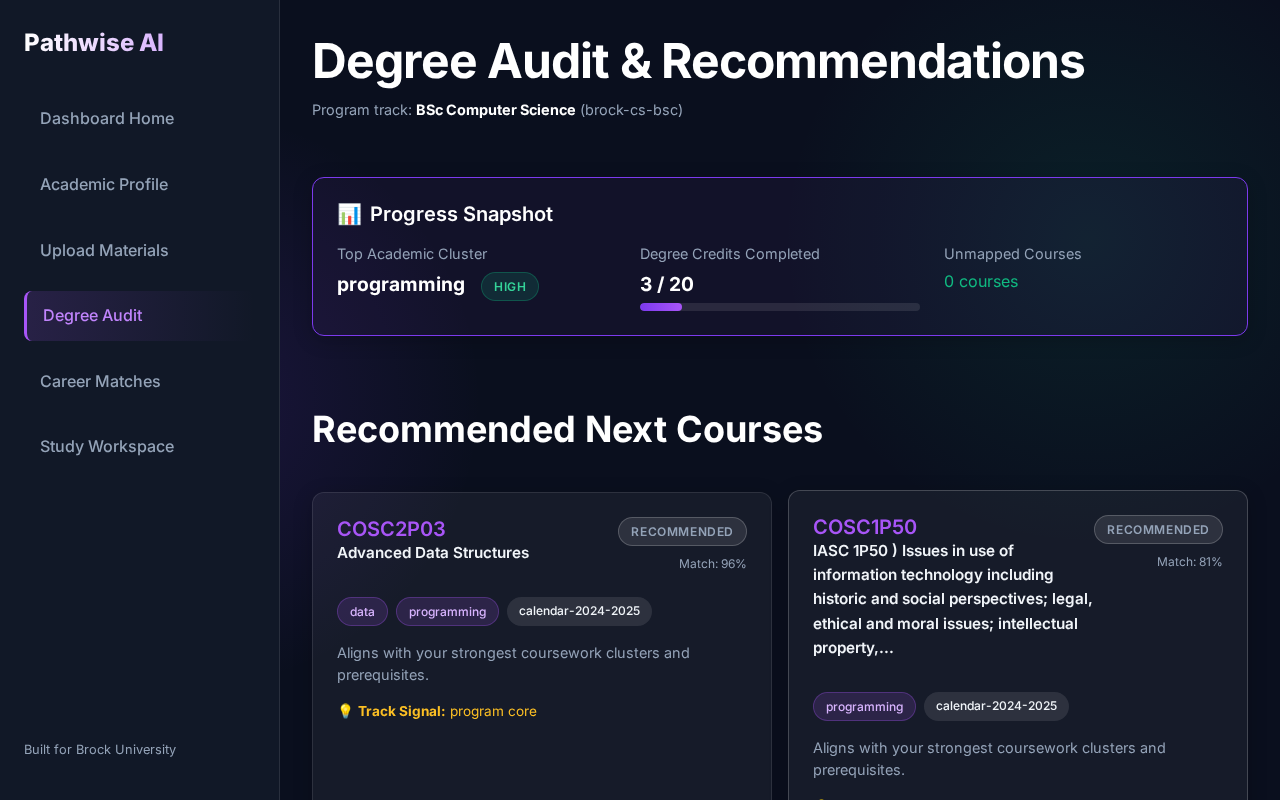 Pathwise AI
Dashboard Home
Academic Profile
Upload Materials
Degree Audit
Career Matches
Study Workspace
Built for Brock University
Degree Audit & Recommendations
Program track: BSc Computer Science (brock-cs-bsc)
📊 Progress Snapshot
Top Academic Cluster
programming HIGH
Degree Credits Completed
3 / 20
Unmapped Courses
0 courses
Recommended Next Courses
COSC2P03
Advanced Data Structures
RECOMMENDED
Match: 96%
data programming calendar-2024-2025
Aligns with your strongest coursework clusters and
prerequisites.
💡 Track Signal: program core
COSC1P50
IASC 1P50 ) Issues in use of
information technology including
historic and social perspectives; legal,
ethical and moral issues; intellectual
property,...
RECOMMENDED
Match: 81%
programming calendar-2024-2025
Aligns with your strongest coursework clusters and
prerequisites.